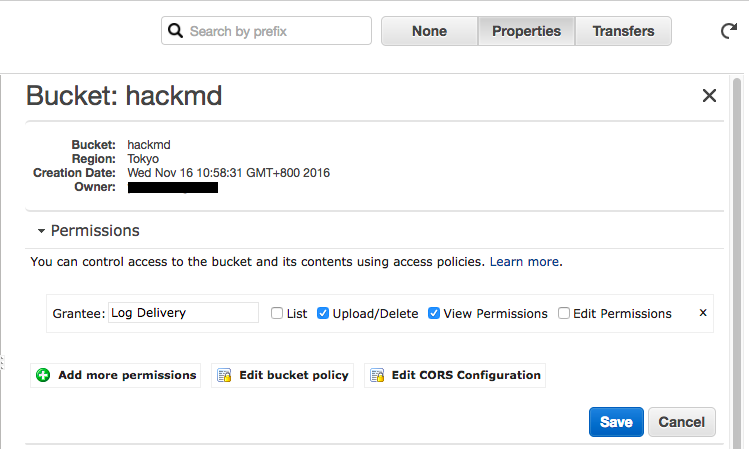 Search by prefix
None
Properties
Transfers
Bucket: hackmd
Bucket: hackmd
Region: Tokyo
Creation Date: Wed Nov 16 10:58:31 GMT+800 2016
Owner:
Permissions
You can control access to the bucket and its contents using access policies. Learn more.
Grantee: Log Delivery List Upload/Delete View Permissions Edit Permissions x
Add more permissions Edit bucket policy Edit CORS Configuration
Save Cancel